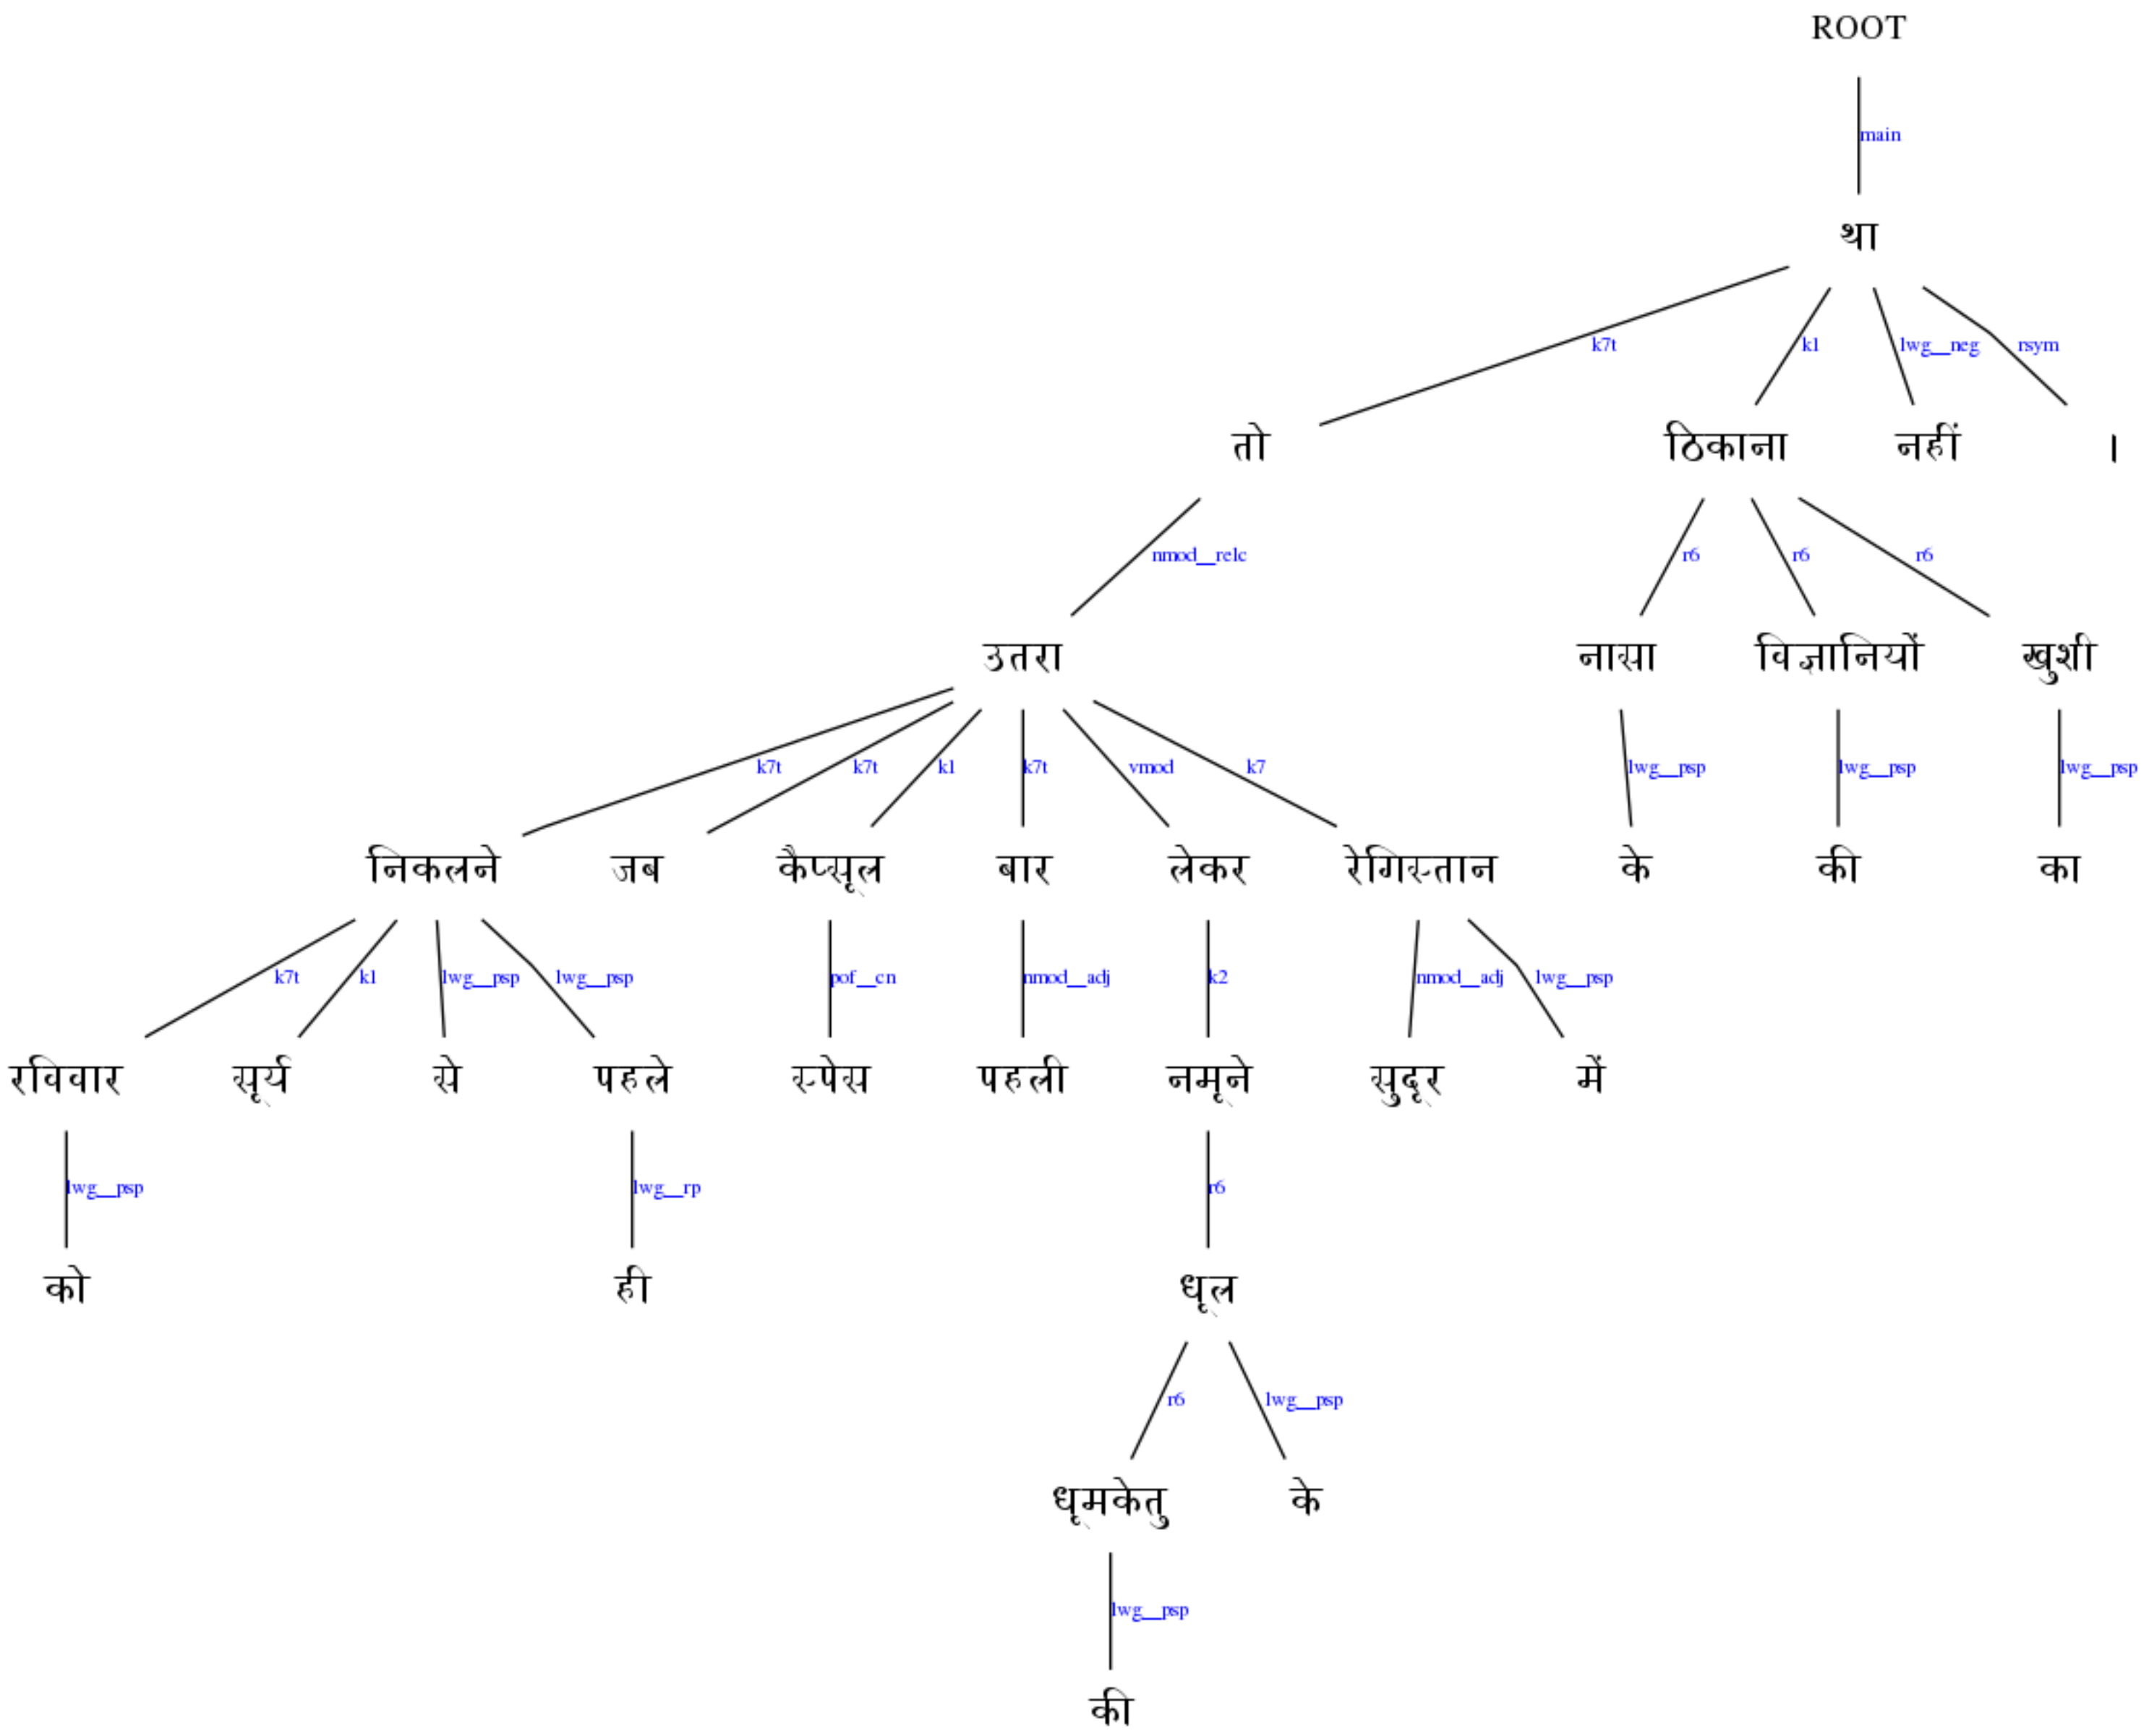 ROOT
main
था
k7t k1 lwg__neg rsym
तो ठिकाना नहीं ।
nmod__relc r6 r6 r6
उतरा नासा विज्ञानियों खुशी
k7t k7t k1 k7t vmod k7 lwg__psp lwg__psp lwg__psp
निकलने जब कैप्सूल बार लेकर रेगिस्तान के की का
k7t k1 lwg__psp lwg__psp pof__cn nmod__adj k2 nmod__adj lwg__psp
रविवार सूर्य से पहले स्पेस पहली नमूने सुदूर में
lwg__psp lwg__rp r6
को ही धूल
r6 lwg__psp
धूमकेतु के
lwg__psp
की